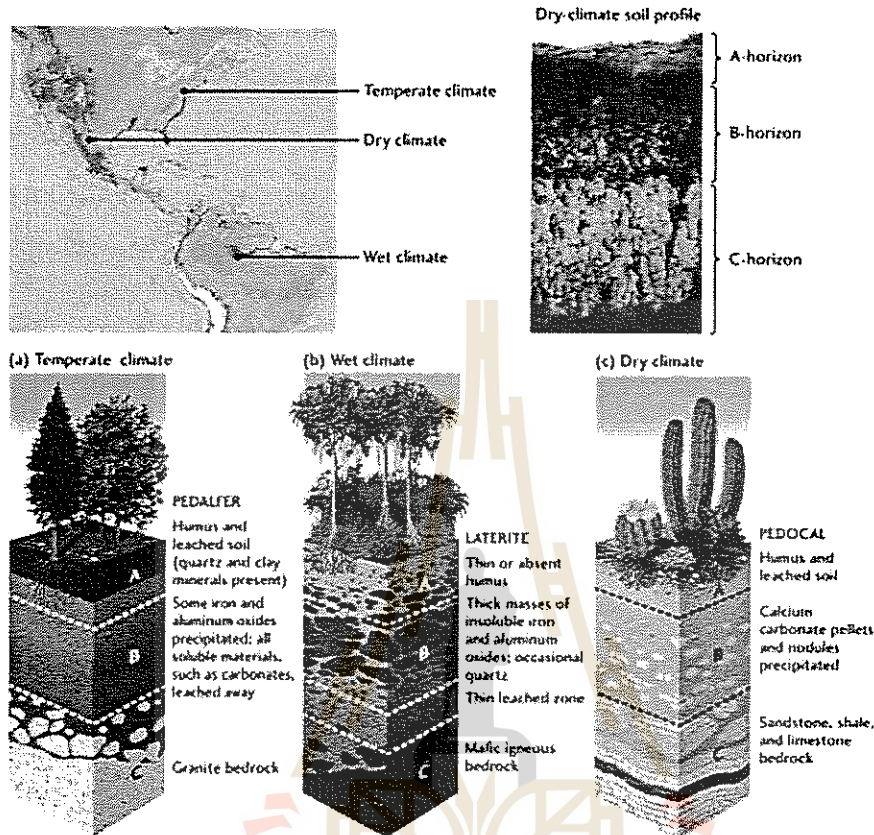 Dry-climate soil profile
A-horizon
Temperate climate
Dry climate
B-horizon
Wet climate
C-horizon
(a) Temperate climate
(b) Wet climate
(c) Dry climate
PEDALFER
Humus and
leached soil
(quartz and clay
minerals present)
Some iron and
aluminum oxides
precipitated; all
soluble materials,
such as carbonates,
leached away
Granite bedrock
A
B
C
LATERITE
Thin or absent
humus
Thick masses of
insoluble iron
and aluminum
oxides; occasional
quartz
Thin leached zone
Mafic igneous
bedrock
B
C
PEDOCAL
Humus and
leached soil
Calcium
carbonate pellets
and nodules
precipitated
Sandstone, shale,
and limestone
bedrock
A
B
C